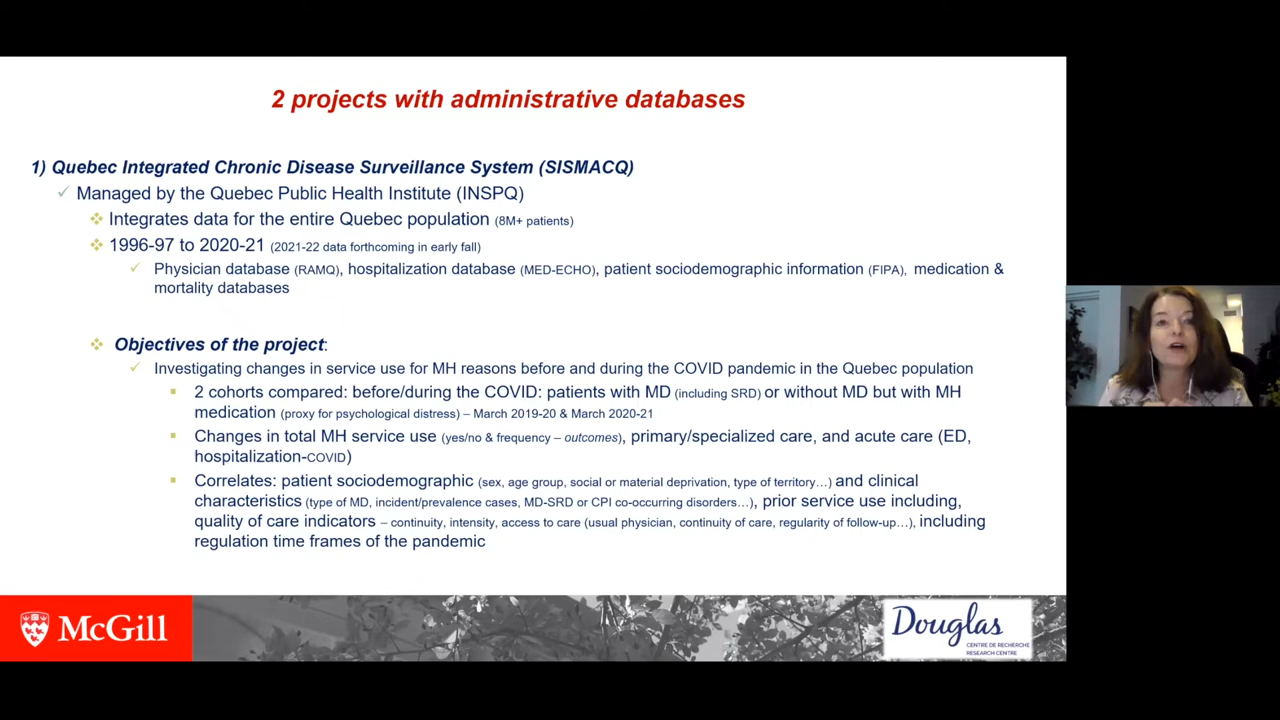 2 projects with administrative databases
1) Quebec Integrated Chronic Disease Surveillance System (SISMACQ)
Managed by the Quebec Public Health Institute (INSPQ)
Integrates data for the entire Quebec population (8M+ patients)
1996-97 to 2020-21 (2021-22 data forthcoming in early fall)
Physician database (RAMQ), hospitalization database (MED-ECHO), patient sociodemographic information (FIPA), medication &
mortality databases
Objectives of the project:
Investigating changes in service use for MH reasons before and during the COVID pandemic in the Quebec population
2 cohorts compared: before/during the COVID: patients with MD (including SRD) or without MD but with MH
medication (proxy for psychological distress) – March 2019-20 & March 2020-21
Changes in total MH service use (yes/no & frequency – outcomes), primary/specialized care, and acute care (ED,
hospitalization-COVID)
Correlates: patient sociodemographic (sex, age group, social or material deprivation, type of territory…) and clinical
characteristics (type of MD, incident/prevalence cases, MD-SRD or CPI co-occurring disorders…), prior service use including,
quality of care indicators – continuity, intensity, access to care (usual physician, continuity of care, regularity of follow-up…), including
regulation time frames of the pandemic
McGill
Douglas
CENTRE DE RECHERCHE
RESEARCH CENTRE